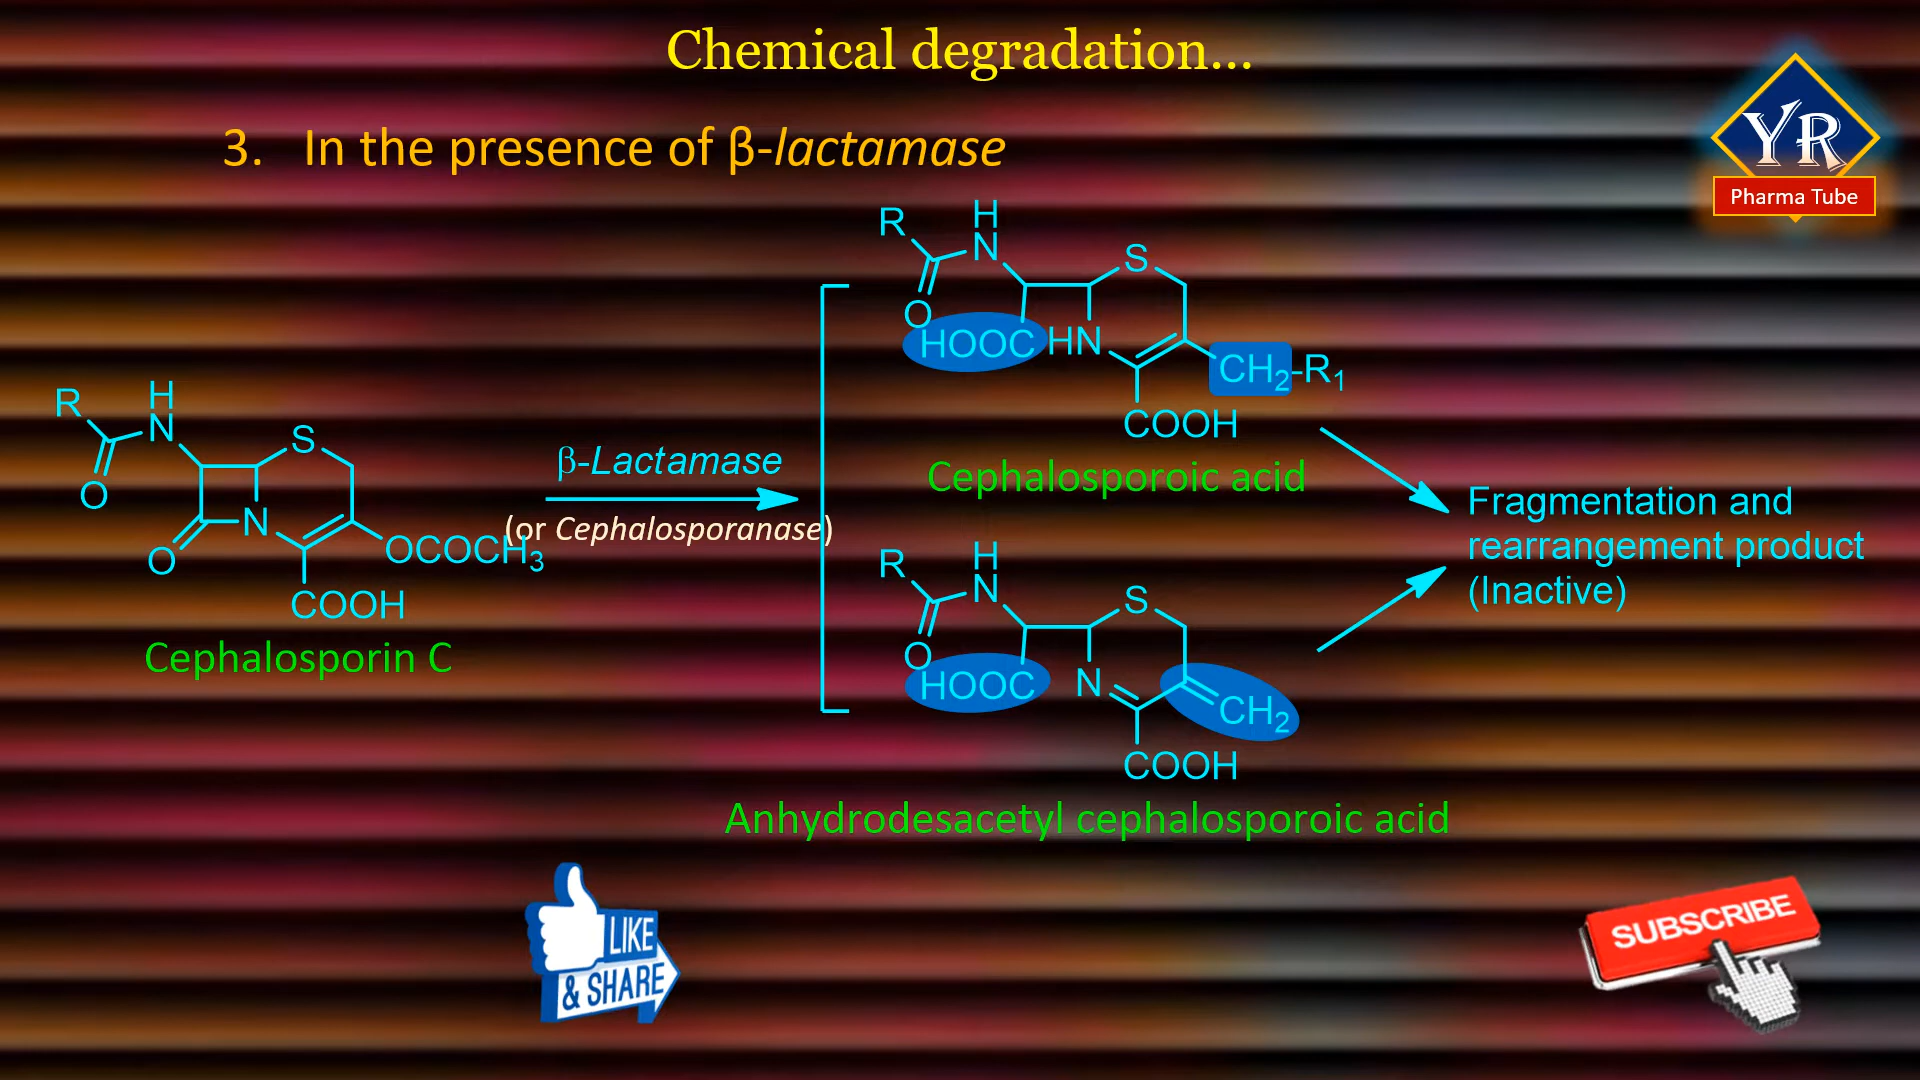 Chemical degradation...
YR
Pharma Tube
3. In the presence of β-lactamase
R
H
N
O
S
HOOC
HN
CH₂-R₁
COOH
Cephalosporoic acid
R
H
N
O
S
O
N
OCOCH₃
COOH
Cephalosporin C
β-Lactamase
(or Cephalosporanase)
Fragmentation and
rearrangement product
(Inactive)
R
H
N
O
S
HOOC
N
CH₂
COOH
Anhydrodesacetyl cephalosporoic acid
LIKE
& SHARE
SUBSCRIBE